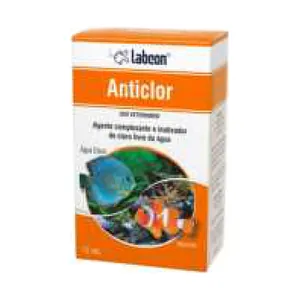 Labcon®
Anticlor
USO VETERINÁRIO
Agente complexante e inativador
de cloro livre da água
Água Doce
15 mL